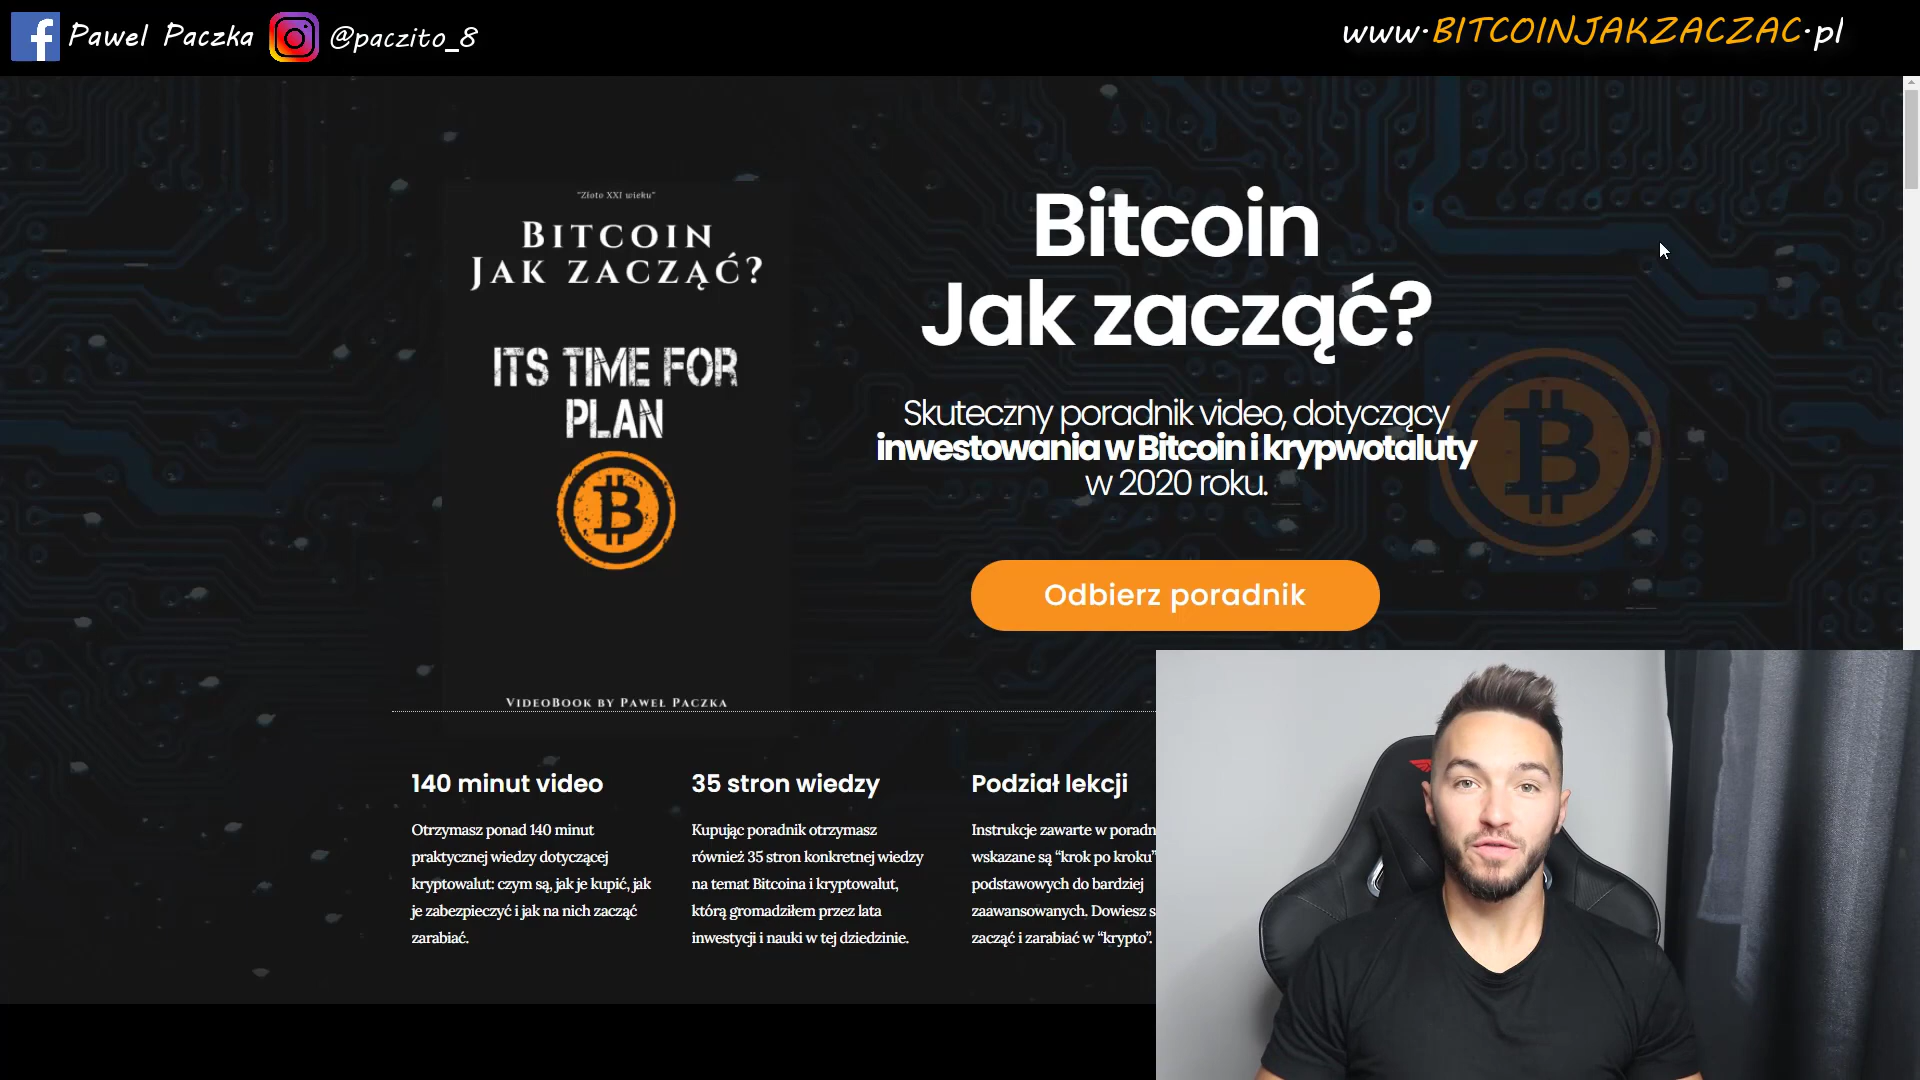 Pawel Paczka @paczito_8
www.BITCOINJAKZACZAC.pl
"Złoto XXI wieku"
Bitcoin
Jak zacząć?
ITS TIME FOR
PLAN
VideoBook by Paweł Paczka
Bitcoin
Jak zacząć?
Skuteczny poradnik video, dotyczący
inwestowania w Bitcoin i krypwotaluty
w 2020 roku.
Odbierz poradnik
140 minut video
Otrzymasz ponad 140 minut
praktycznej wiedzy dotyczącej
kryptowalut: czym są, jak je kupić, jak
je zabezpieczyć i jak na nich zacząć
zarabiać.
35 stron wiedzy
Kupując poradnik otrzymasz
również 35 stron konkretnej wiedzy
na temat Bitcoina i kryptowalut,
którą gromadziłem przez lata
inwestycji i nauki w tej dziedzinie.
Podział lekcji
Instrukcje zawarte w poradn
wskazane są “krok po kroku”
podstawowych do bardziej
zaawansowanych. Dowiesz s
zacząć i zarabiać w “krypto”.